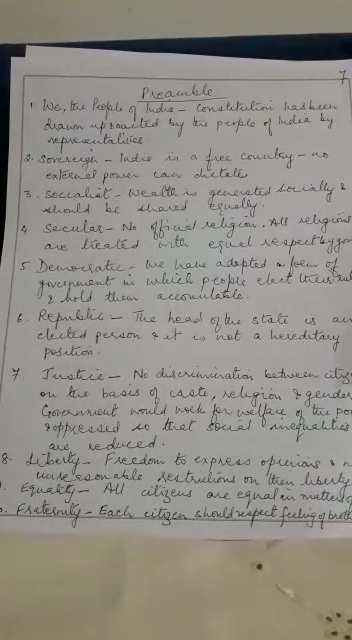 7
Preamble
1. We, the People of India - Constitution has been
drawn up & enacted by the people of India by
representatives
2. Sovereign - India is a free country - no
external power can dictate
3. Socialist - Wealth is generated socially &
should be shared equally.
4. Secular - No official religion. All religions
are treated with equal respect by gov
5. Democratic - We have adopted a form of
government in which people elect their
& hold them accountable.
6. Republic - The head of the state is an
elected person & it is not a hereditary
position.
7. Justice - No discrimination between citiz
on the basis of caste, religion & gender
Government would work for welfare of the poo
& oppressed so that social inequalities
are reduced.
8. Liberty - Freedom to express opinions & n
unreasonable restrictions on their liberty
Equality - All citizens are equal in matters of
Fraternity - Each citizen should respect feeling of broth